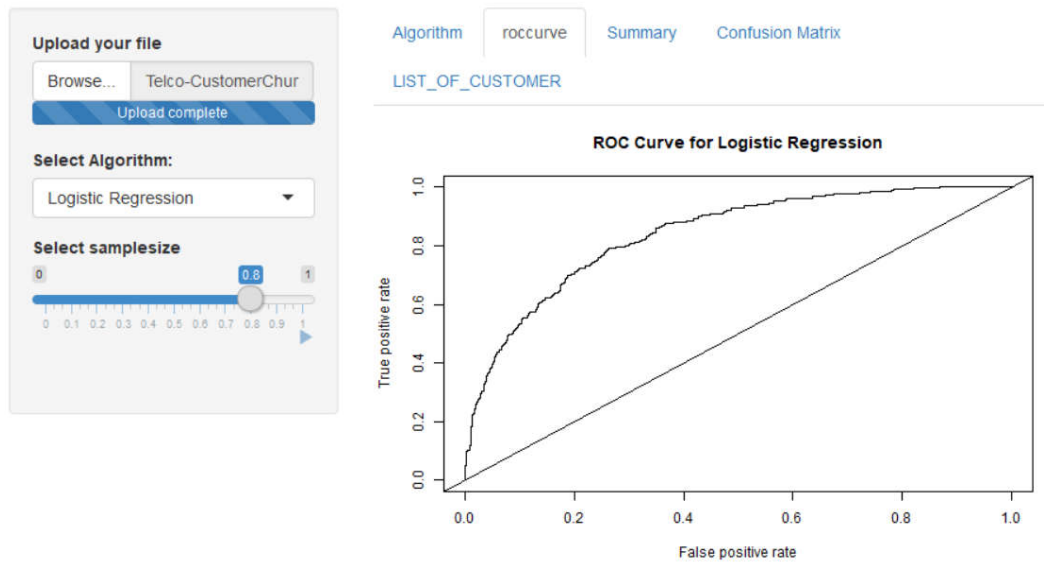 Upload your file
Browse... Telco-CustomerChur
Upload complete
Select Algorithm:
Logistic Regression
Select samplesize
0 0.8 1
0 0.1 0.2 0.3 0.4 0.5 0.6 0.7 0.8 0.9 1
Algorithm roccurve Summary Confusion Matrix
LIST_OF_CUSTOMER
ROC Curve for Logistic Regression
True positive rate
1.0
0.8
0.6
0.4
0.2
0.0
0.0 0.2 0.4 0.6 0.8 1.0
False positive rate